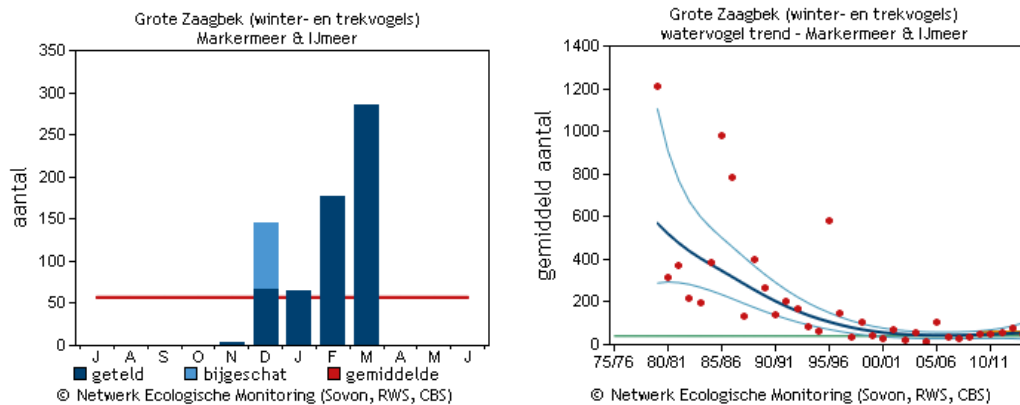 Grote Zaagbek (winter- en trekvogels)
Markermeer & IJmeer
350
300
250
200
150
100
50
0
aantal
J A S O N D J F M A M J
geteld bijgeschat gemiddelde
© Netwerk Ecologische Monitoring (Sovon, RWS, CBS)
Grote Zaagbek (winter- en trekvogels)
watervogel trend - Markermeer & IJmeer
1400
1200
1000
800
600
400
200
0
gemiddeld aantal
75/76 80/81 85/86 90/91 95/96 00/01 05/06 10/11
© Netwerk Ecologische Monitoring (Sovon, RWS, CBS)